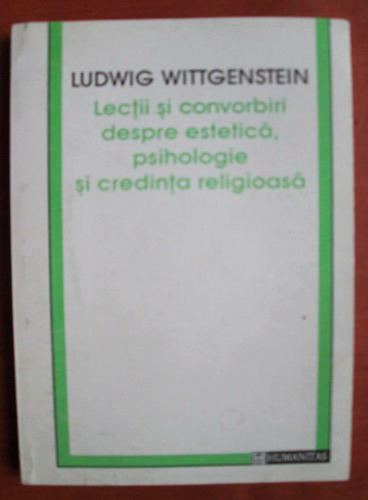 LUDWIG WITTGENSTEIN
Lecții și convorbiri
despre estetică,
psihologie
și credința religioasă
HUMANITAS